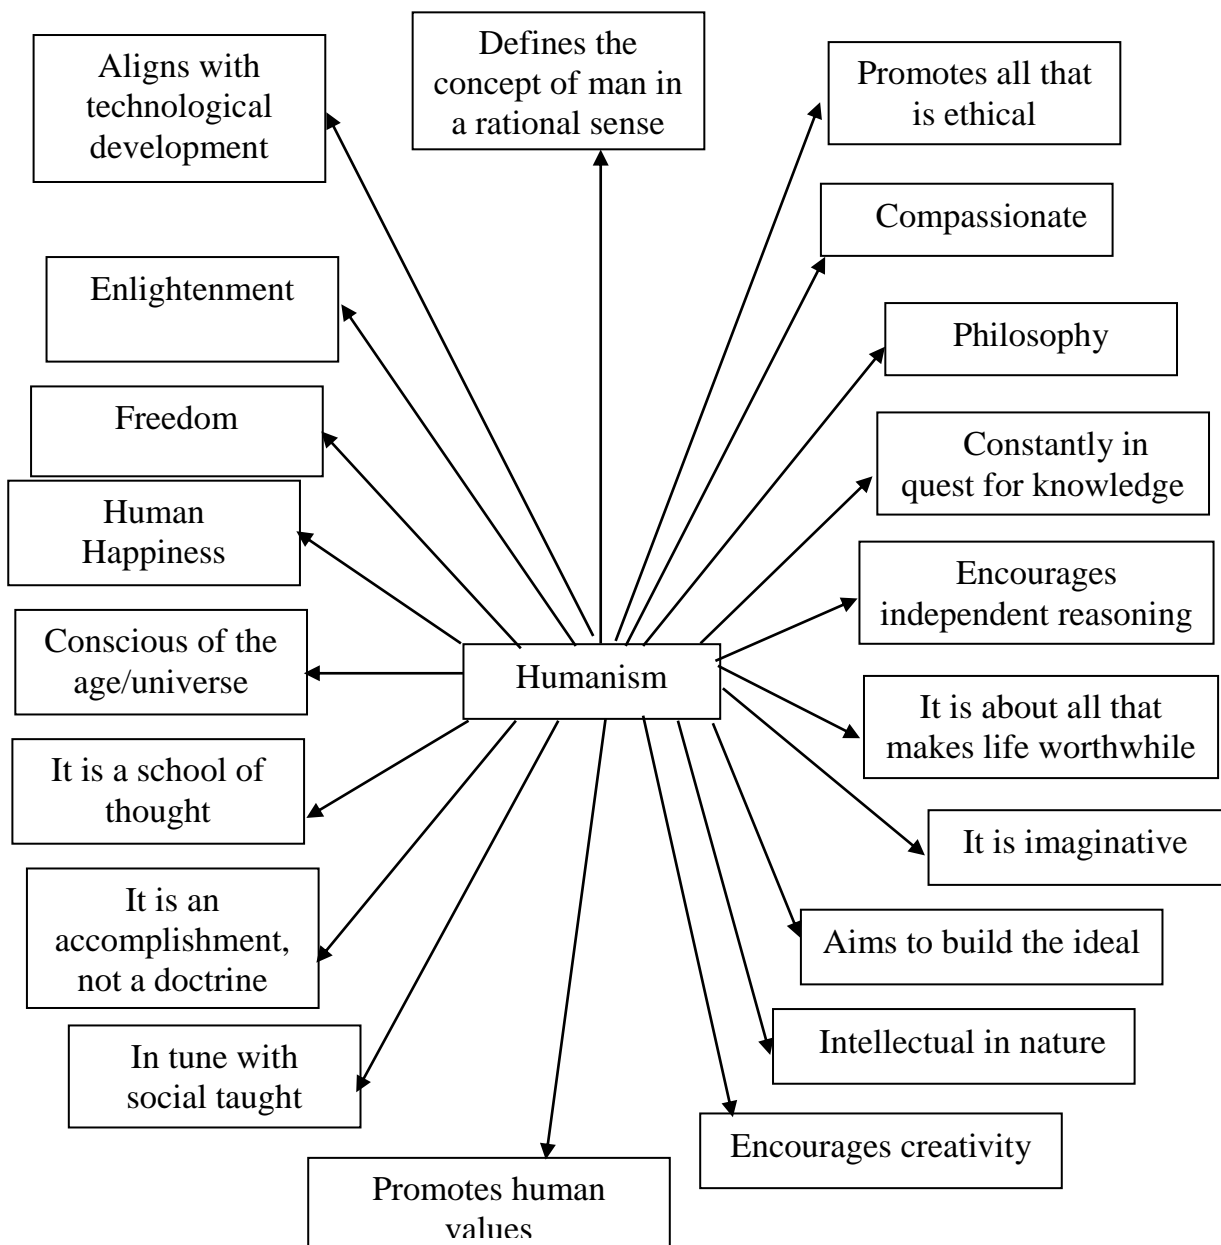 Aligns with
technological
development
Defines the
concept of man in
a rational sense
Promotes all that
is ethical
Compassionate
Enlightenment
Philosophy
Freedom
Constantly in
quest for knowledge
Human
Happiness
Encourages
independent reasoning
Conscious of the
age/universe
Humanism
It is about all that
makes life worthwhile
It is a school of
thought
It is imaginative
It is an
accomplishment,
not a doctrine
Aims to build the ideal
In tune with
social taught
Intellectual in nature
Encourages creativity
Promotes human
values